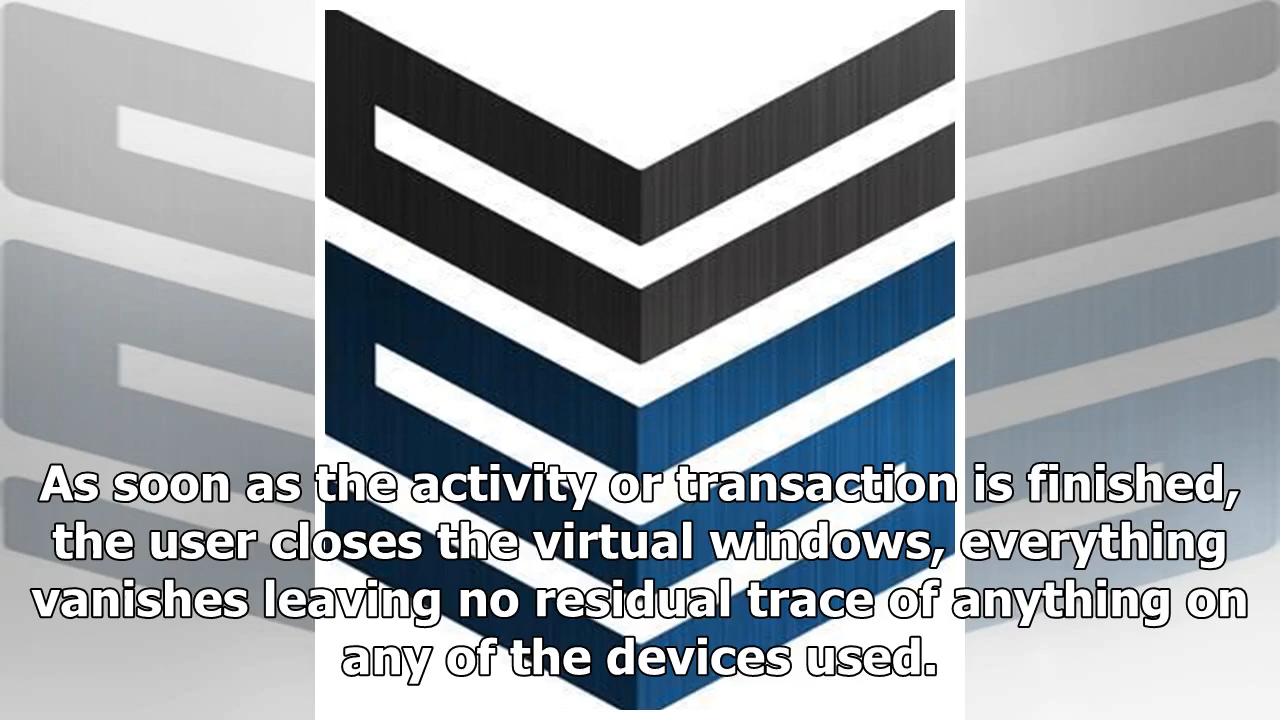 As soon as the activity or transaction is finished,
the user closes the virtual windows, everything
vanishes leaving no residual trace of anything on
any of the devices used.